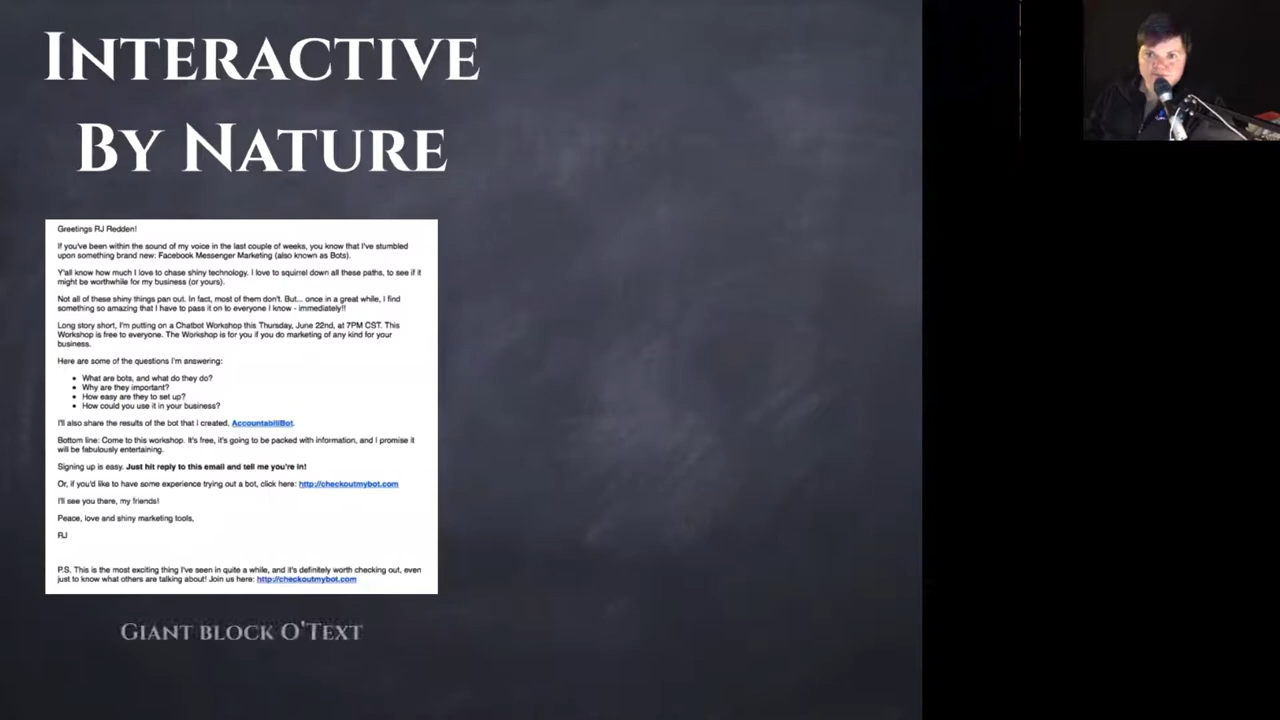 INTERACTIVE
BY NATURE
Greetings RJ Redden!
If you've been within the sound of my voice in the last couple of weeks, you know that I've stumbled
upon something brand new: Facebook Messenger Marketing (also known as Bots).
Y'all know how much I love to chase shiny technology. I love to squirrel down all these paths, to see if it
might be worthwhile for my business (or yours).
Not all of these shiny things pan out. In fact, most of them don't. But... once in a great while, I find
something so amazing that I have to pass it on to everyone I know - immediately!!
Long story short, I'm putting on a Chatbot Workshop this Thursday, June 22nd, at 7PM CST. This
Workshop is free to everyone. The Workshop is for you if you do marketing of any kind for your
business.
Here are some of the questions I'm answering:
• What are bots, and what do they do?
• Why are they important?
• How easy are they to set up?
• How could you use it in your business?
I'll also share the results of the bot that I created, AccountabiliBot.
Bottom line: Come to this workshop. It's free, it's going to be packed with information, and I promise it
will be fabulously entertaining.
Signing up is easy. Just hit reply to this email and tell me you're in!
Or, if you'd like to have some experience trying out a bot, click here: http://checkoutmybot.com
I'll see you there, my friends!
Peace, love and shiny marketing tools,
RJ
P.S. This is the most exciting thing I've seen in quite a while, and it's definitely worth checking out, even
just to know what others are talking about! Join us here: http://checkoutmybot.com
GIANT BLOCK O'TEXT